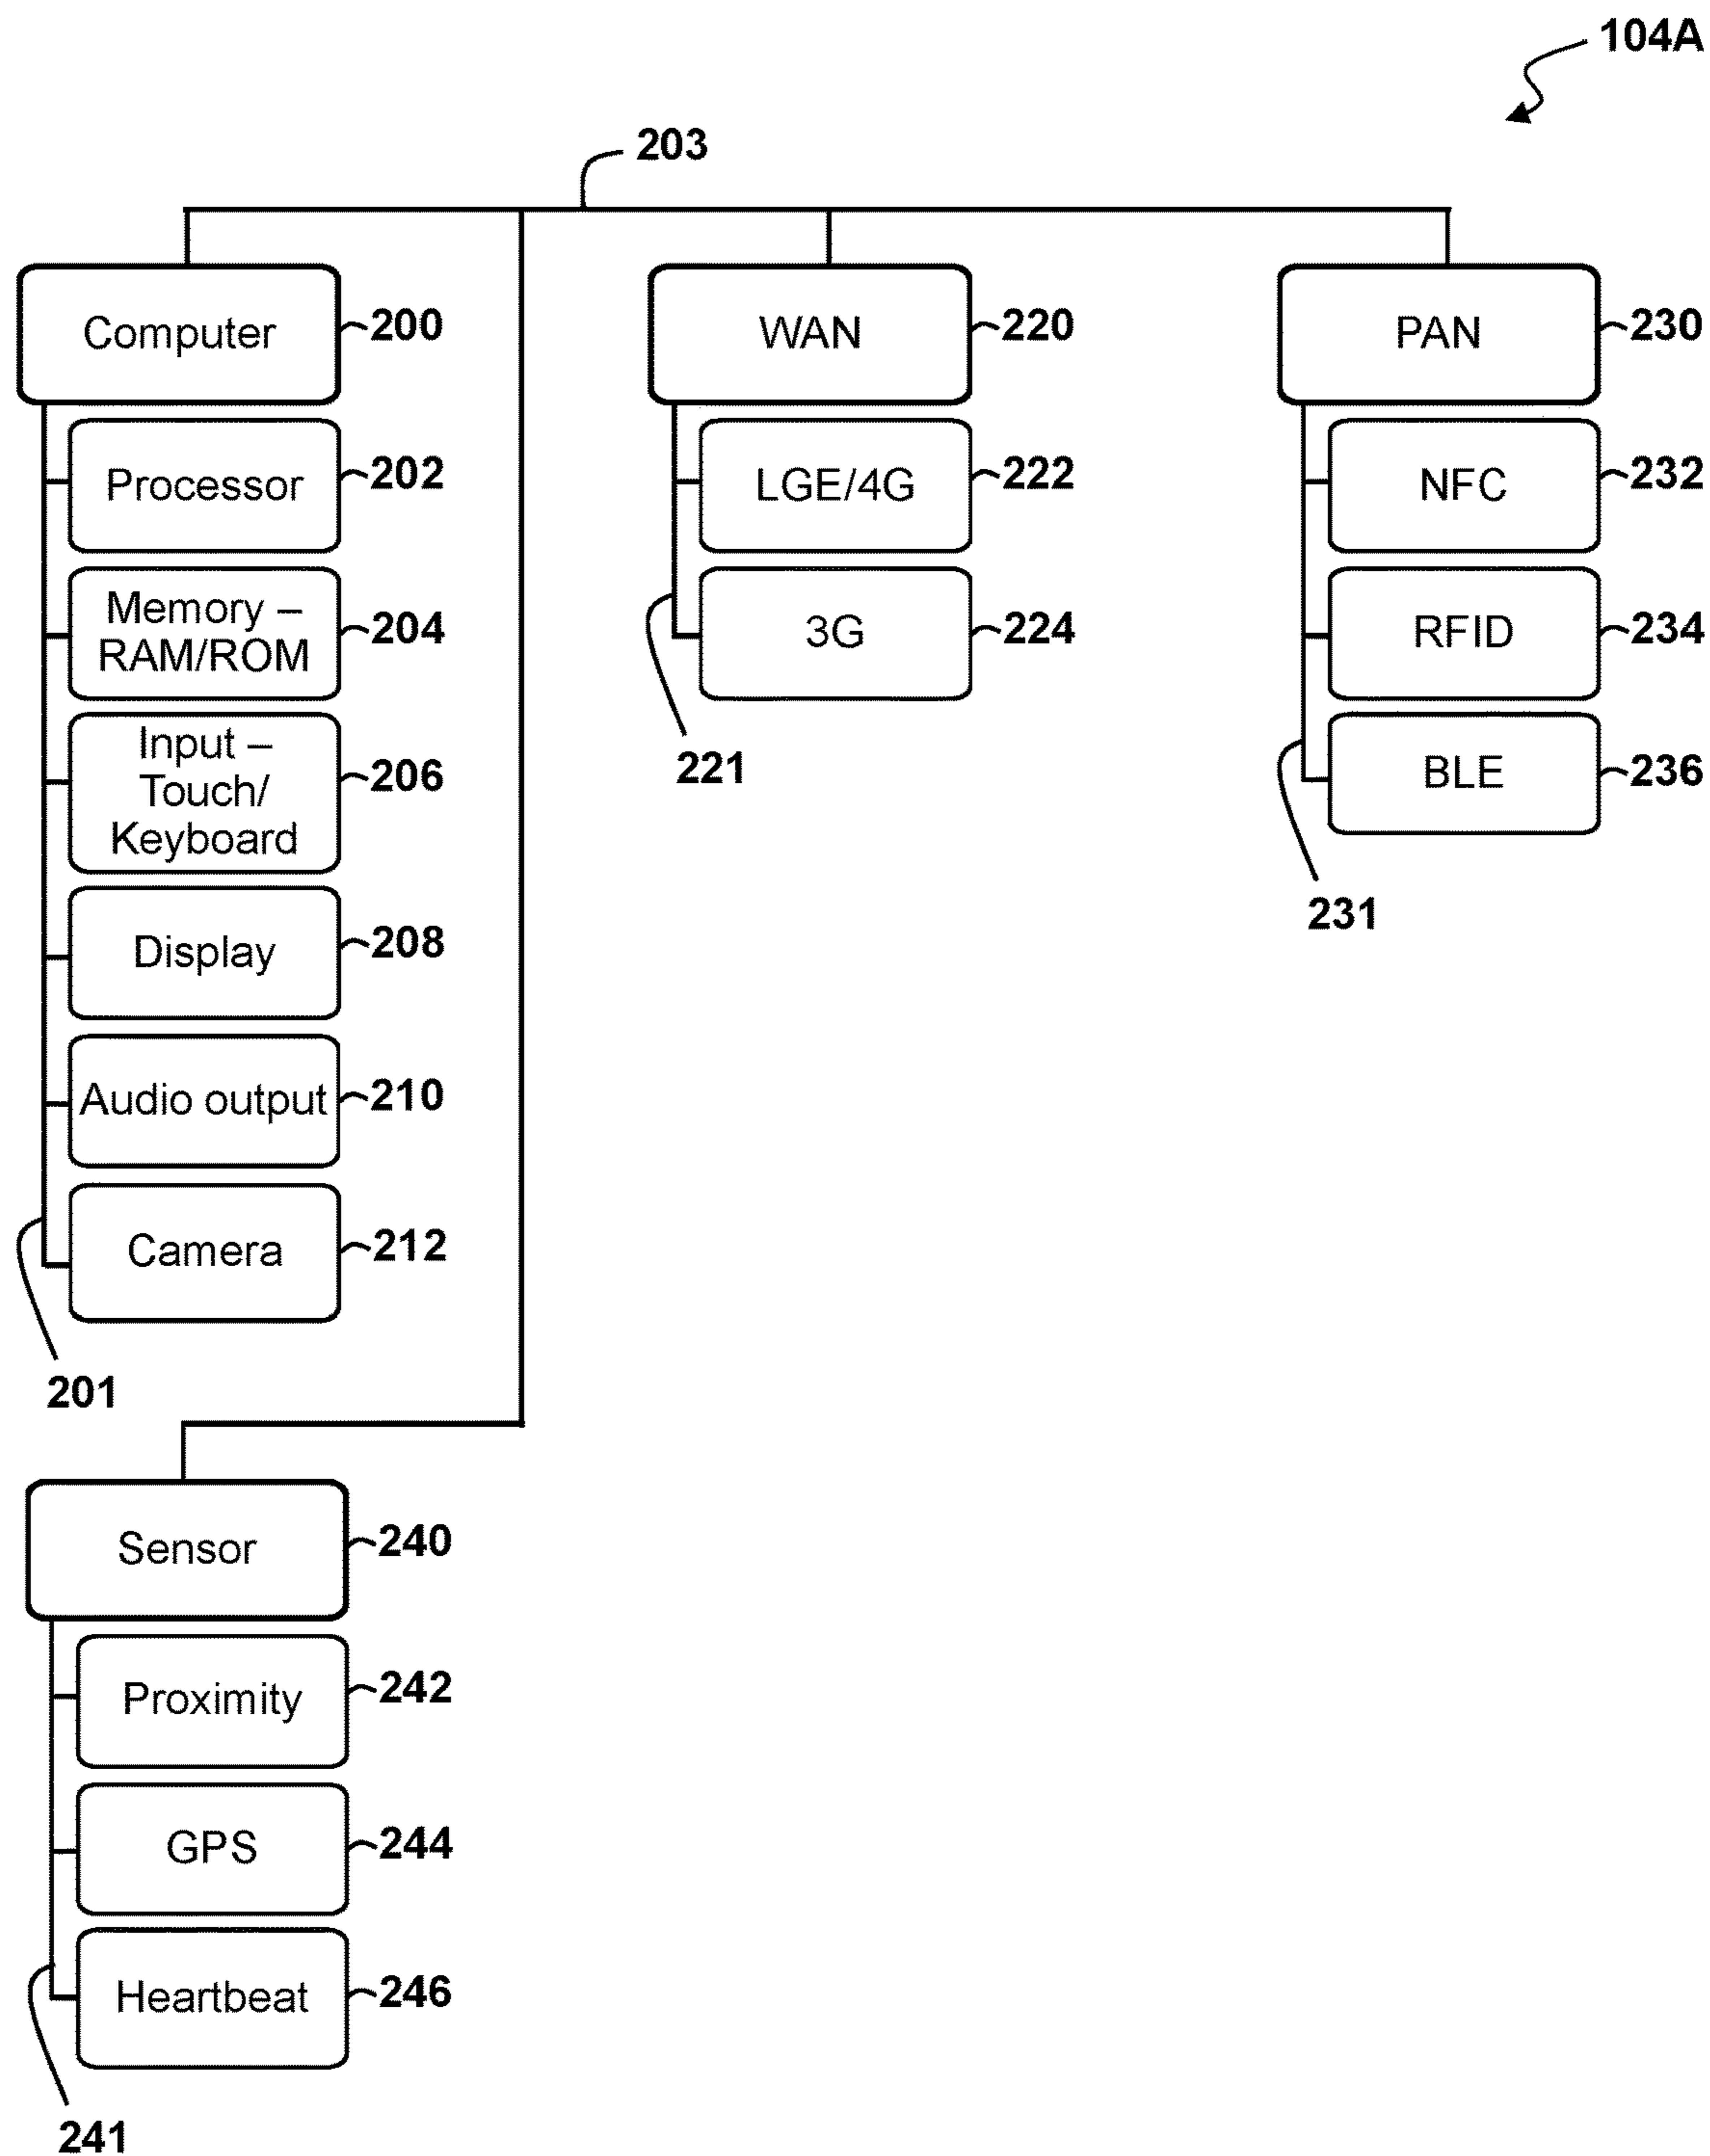 104A
203
Computer
200
WAN
220
PAN
230
Processor
202
LGE/4G
222
NFC
232
Memory –
RAM/ROM
204
3G
224
RFID
234
Input –
Touch/
Keyboard
206
221
BLE
236
Display
208
231
Audio output
210
Camera
212
201
Sensor
240
Proximity
242
GPS
244
Heartbeat
246
241